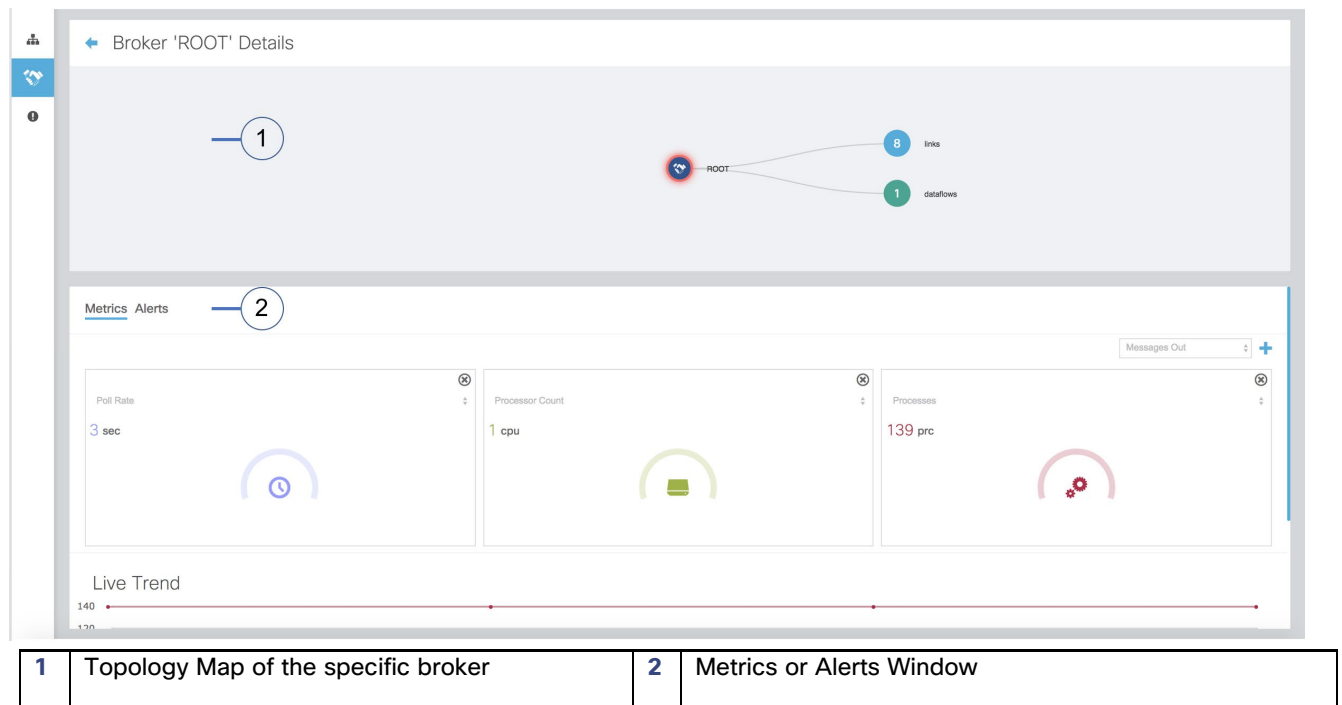 Broker 'ROOT' Details
1
8 links
ROOT
1 dataflows
Metrics Alerts
2
Messages Out
Poll Rate
3 sec
Processor Count
1 cpu
Processes
139 prc
Live Trend
140
120
1 Topology Map of the specific broker 2 Metrics or Alerts Window